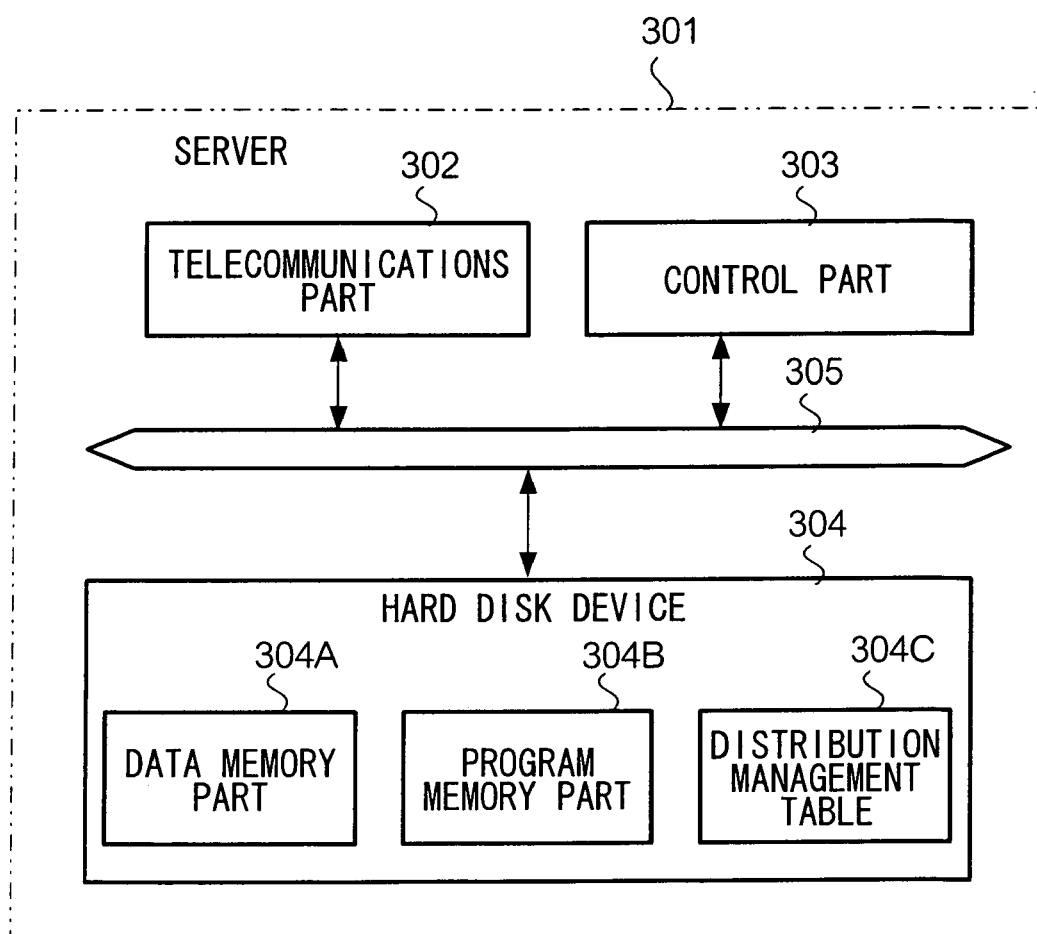 301
SERVER
302
303
TELECOMMUNICATIONS
PART
CONTROL PART
305
304
HARD DISK DEVICE
304A
304B
304C
DATA MEMORY
PART
PROGRAM
MEMORY PART
DISTRIBUTION
MANAGEMENT
TABLE